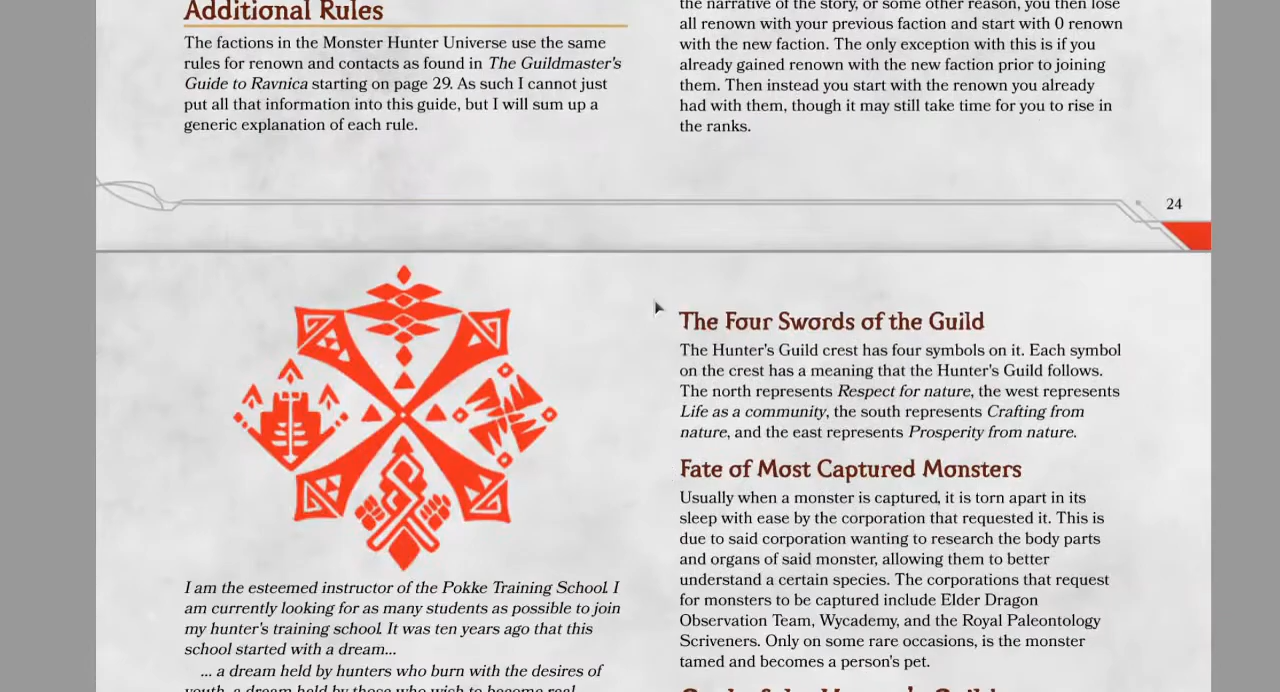 Additional Rules
The factions in the Monster Hunter Universe use the same
rules for renown and contacts as found in The Guildmaster's
Guide to Ravnica starting on page 29. As such I cannot just
put all that information into this guide, but I will sum up a
generic explanation of each rule.
the narrative of the story, or some other reason, you then lose
all renown with your previous faction and start with 0 renown
with the new faction. The only exception with this is if you
already gained renown with the new faction prior to joining
them. Then instead you start with the renown you already
had with them, though it may still take time for you to rise in
the ranks.
24
I am the esteemed instructor of the Pokke Training School. I
am currently looking for as many students as possible to join
my hunter's training school. It was ten years ago that this
school started with a dream...
... a dream held by hunters who burn with the desires of
youth, a dream held by those who wish to become real
The Four Swords of the Guild
The Hunter's Guild crest has four symbols on it. Each symbol
on the crest has a meaning that the Hunter's Guild follows.
The north represents Respect for nature, the west represents
Life as a community, the south represents Crafting from
nature, and the east represents Prosperity from nature.
Fate of Most Captured Monsters
Usually when a monster is captured, it is torn apart in its
sleep with ease by the corporation that requested it. This is
due to said corporation wanting to research the body parts
and organs of said monster, allowing them to better
understand a certain species. The corporations that request
for monsters to be captured include Elder Dragon
Observation Team, Wycademy, and the Royal Paleontology
Scriveners. Only on some rare occasions, is the monster
tamed and becomes a person's pet.